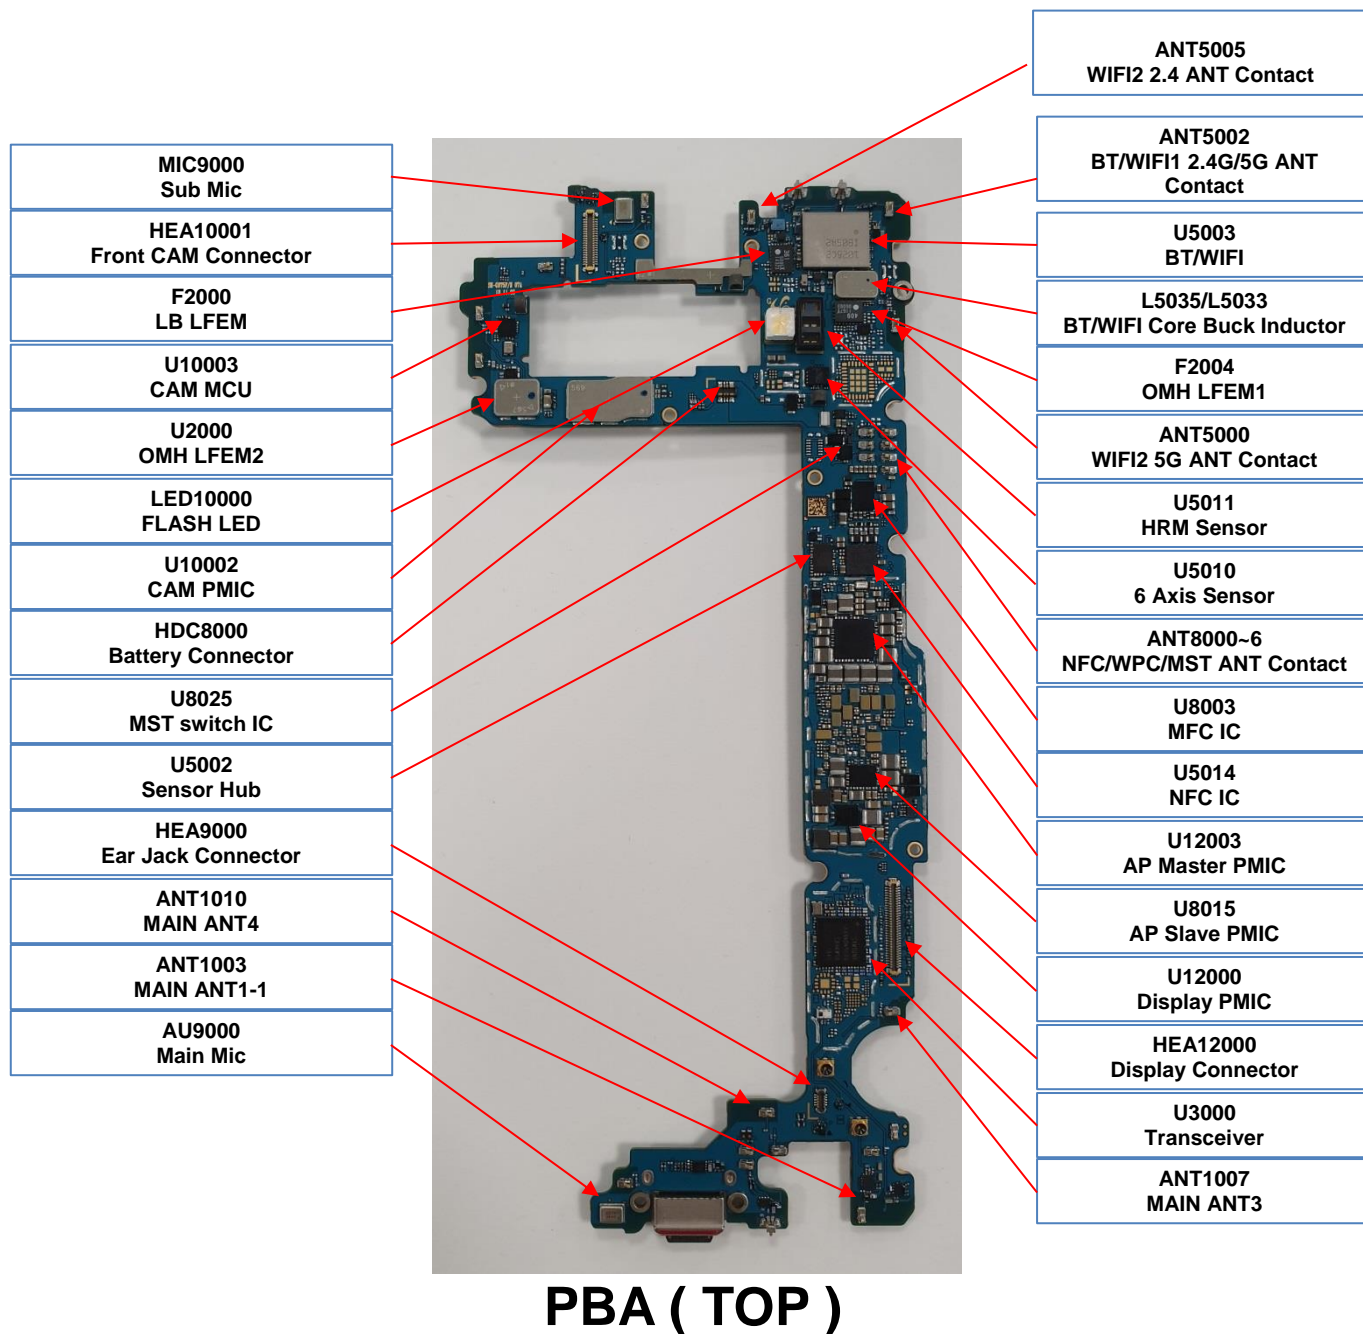 ANT5005
WIFI2 2.4 ANT Contact
MIC9000
Sub Mic
HEA10001
Front CAM Connector
F2000
LB LFEM
U10003
CAM MCU
U2000
OMH LFEM2
LED10000
FLASH LED
U10002
CAM PMIC
HDC8000
Battery Connector
U8025
MST switch IC
U5002
Sensor Hub
HEA9000
Ear Jack Connector
ANT1010
MAIN ANT4
ANT1003
MAIN ANT1-1
AU9000
Main Mic
ANT5002
BT/WIFI1 2.4G/5G ANT
Contact
U5003
BT/WIFI
L5035/L5033
BT/WIFI Core Buck Inductor
F2004
OMH LFEM1
ANT5000
WIFI2 5G ANT Contact
U5011
HRM Sensor
U5010
6 Axis Sensor
ANT8000~6
NFC/WPC/MST ANT Contact
U8003
MFC IC
U5014
NFC IC
U12003
AP Master PMIC
U8015
AP Slave PMIC
U12000
Display PMIC
HEA12000
Display Connector
U3000
Transceiver
ANT1007
MAIN ANT3
PBA ( TOP )